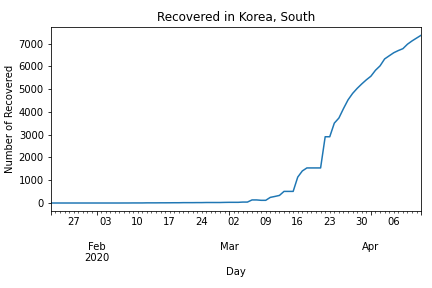 Recovered in Korea, South
Number of Recovered
7000
6000
5000
4000
3000
2000
1000
0
27 03 10 17 24 02 09 16 23 30 06
Feb Mar Apr
2020
Day